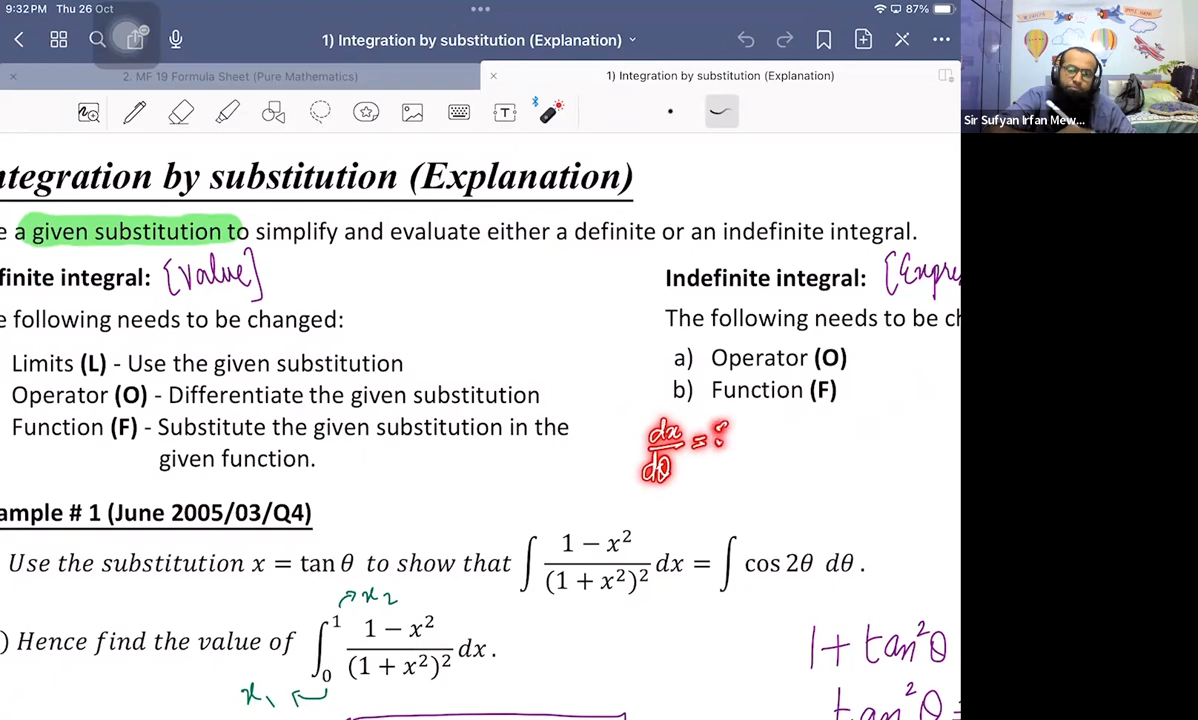 9:32PM Thu 26 Oct
87%
1) Integration by substitution (Explanation)
2. MF 19 Formula Sheet (Pure Mathematics)
1) Integration by substitution (Explanation)
Sir Sufyan Irfan Mew...
ntegration by substitution (Explanation)
e a given substitution to simplify and evaluate either a definite or an indefinite integral.
finite integral: [Value]
Indefinite integral: [Expre
e following needs to be changed:
The following needs to be ch
Limits (L) - Use the given substitution
a) Operator (O)
Operator (O) - Differentiate the given substitution
b) Function (F)
Function (F) - Substitute the given substitution in the
given function.
dx/dθ = ?
ample # 1 (June 2005/03/Q4)
Use the substitution x = tan θ to show that ∫ (1 − x²)/(1 + x²)² dx = ∫ cos 2θ dθ .
x₂
) Hence find the value of ∫₀¹ (1 − x²)/(1 + x²)² dx .
x₁
1 + tan²θ
tan²θ =